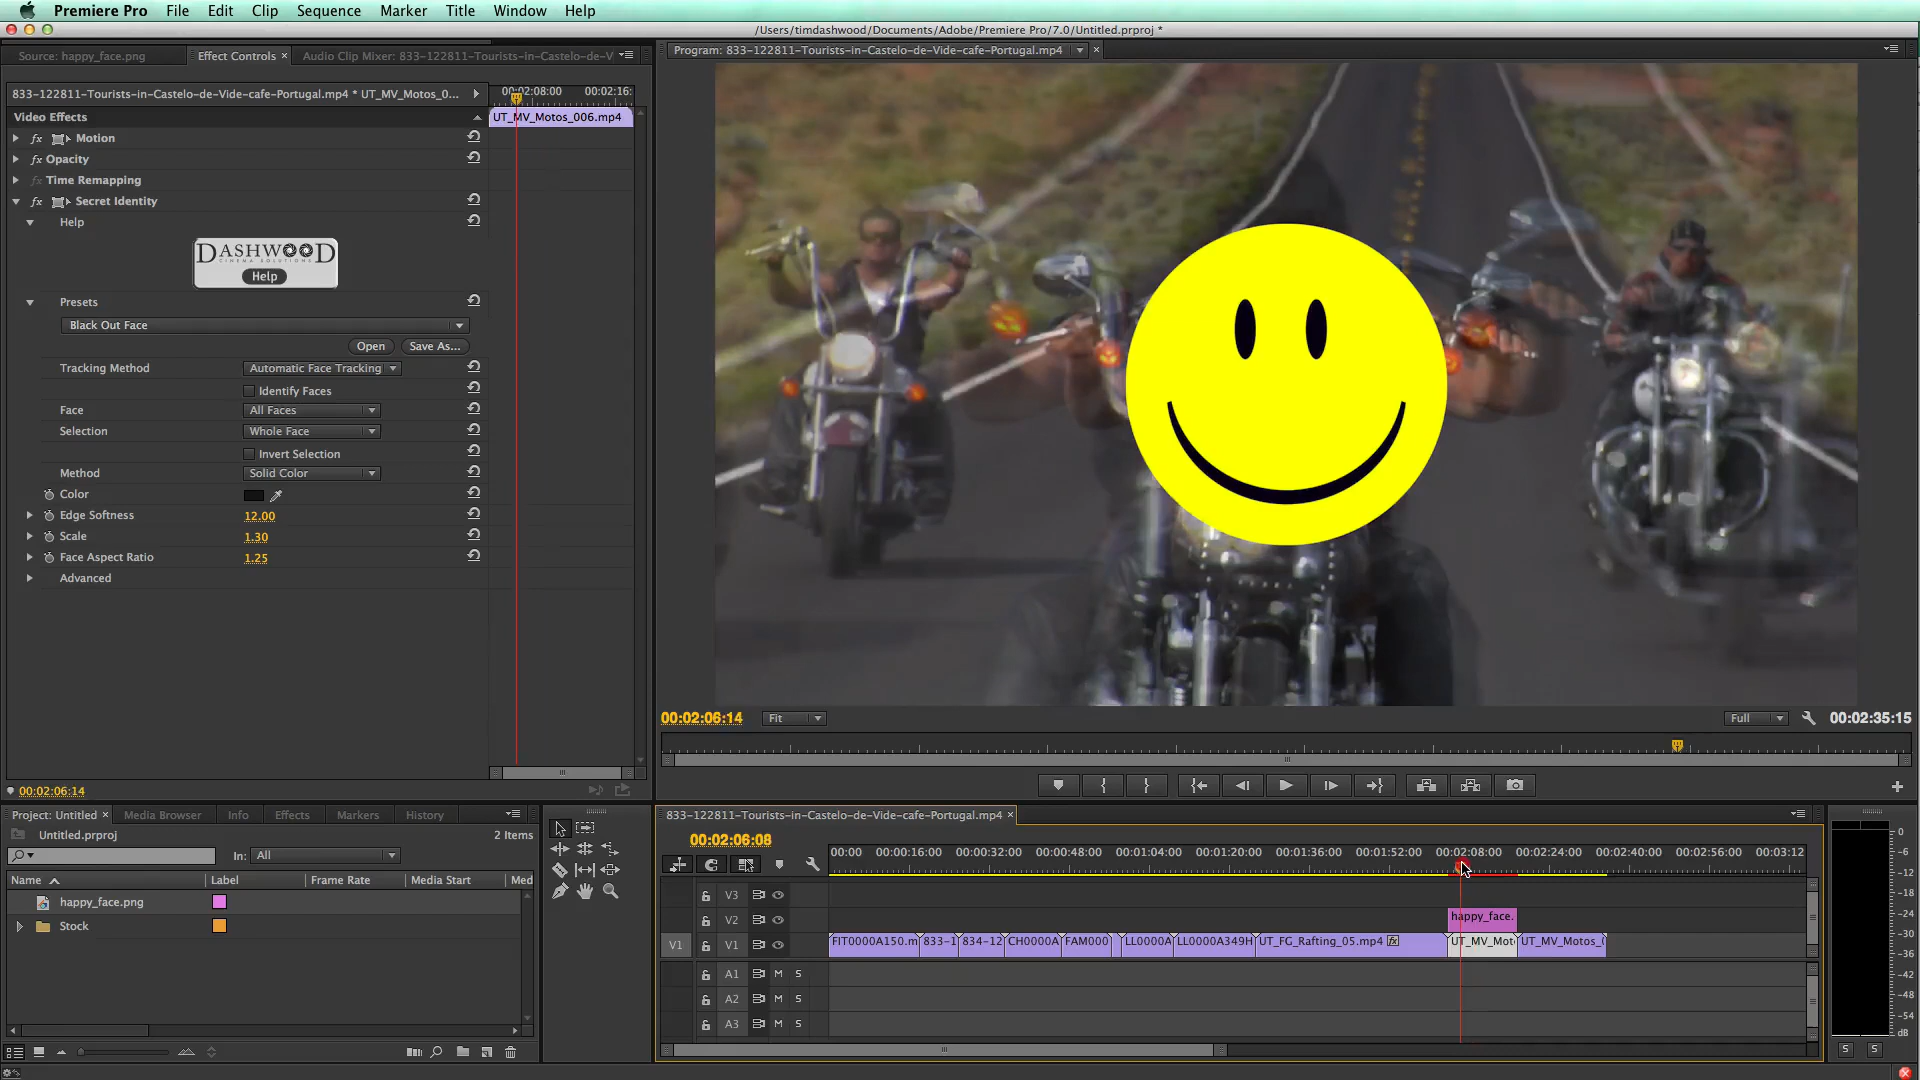 Premiere Pro File Edit Clip Sequence Marker Title Window Help
/Users/timdashwood/Documents/Adobe/Premiere Pro/7.0/Untitled.prproj *
Source: happy_face.png Effect Controls × Audio Clip Mixer: 833-122811-Tourists-in-Castelo-de-V
Program: 833-122811-Tourists-in-Castelo-de-Vide-cafe-Portugal.mp4 ×
833-122811-Tourists-in-Castelo-de-Vide-cafe-Portugal.mp4 * UT_MV_Motos_0...
00:02:08:00 00:02:16:
Video Effects
UT_MV_Motos_006.mp4
fx Motion
fx Opacity
fx Time Remapping
fx Secret Identity
Help
DASHWOOD
CINEMA SOLUTIONS
Help
Presets
Black Out Face
Open Save As...
Tracking Method Automatic Face Tracking
Identify Faces
Face All Faces
Selection Whole Face
Invert Selection
Method Solid Color
Color
Edge Softness 12.00
Scale 1.30
Face Aspect Ratio 1.25
Advanced
00:02:06:14
00:02:06:14 Fit Full 00:02:35:15
Project: Untitled × Media Browser Info Effects Markers History
Untitled.prproj 2 Items
In: All
Name Label Frame Rate Media Start Med
happy_face.png
Stock
833-122811-Tourists-in-Castelo-de-Vide-cafe-Portugal.mp4 ×
00:02:06:08
00:00 00:00:16:00 00:00:32:00 00:00:48:00 00:01:04:00 00:01:20:00 00:01:36:00 00:01:52:00 00:02:08:00 00:02:24:00 00:02:40:00 00:02:56:00 00:03:12
V3
V2 happy_face.
V1 V1 FIT0000A150.m 833-1 834-12 CH0000A FAM000 LL0000A LL0000A349H UT_FG_Rafting_05.mp4 fx UT_MV_Mot UT_MV_Motos_(
A1 M S
A2 M S
A3 M S
0
-6
-12
-18
-24
-30
-36
-42
-48
-54
dB
S S